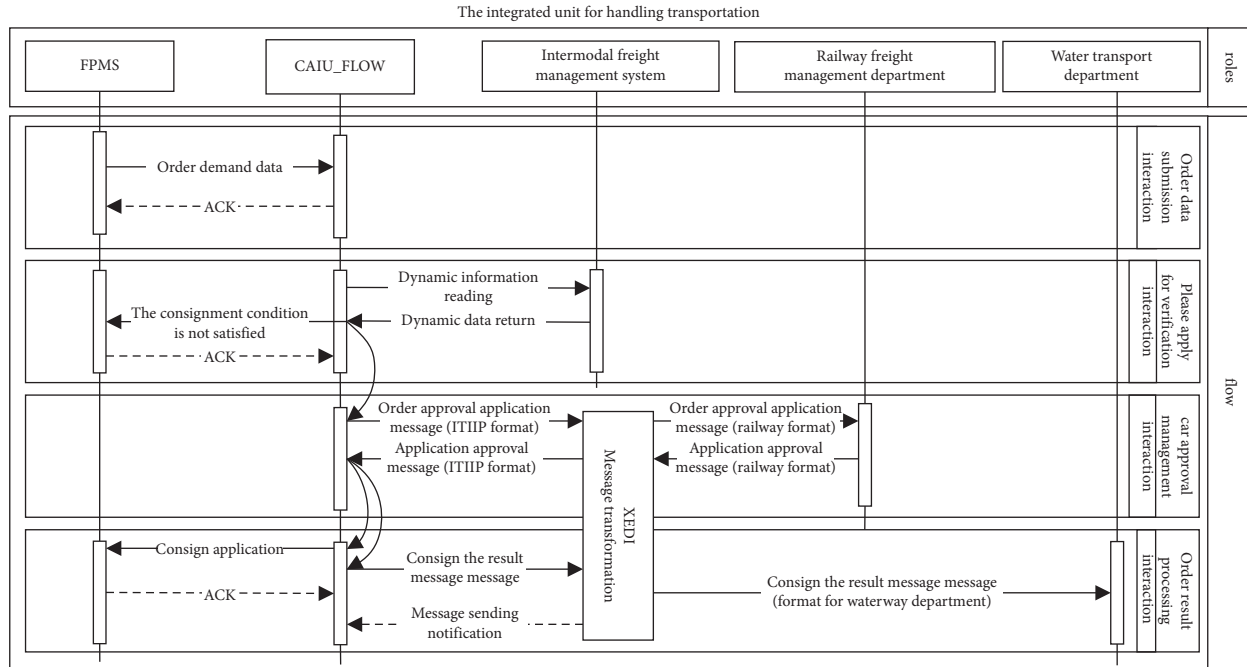 The integrated unit for handling transportation
FPMS
CAIU_FLOW
Intermodal freight
management system
Railway freight
management department
Water transport
department
roles
Order demand data
ACK
Order data
submission
interaction
Dynamic information
reading
The consignment condition
is not satisfied
Dynamic data return
ACK
Please apply
for verification
interaction
flow
Order approval application
message (ITIIP format)
Order approval application
message (railway format)
Application approval
message (ITIIP format)
Application approval
message (railway format)
XEDI
Message transformation
car approval
management
interaction
Consign application
Consign the result
message message
ACK
Consign the result message message
(format for waterway department)
Message sending
notification
Order result
processing
interaction